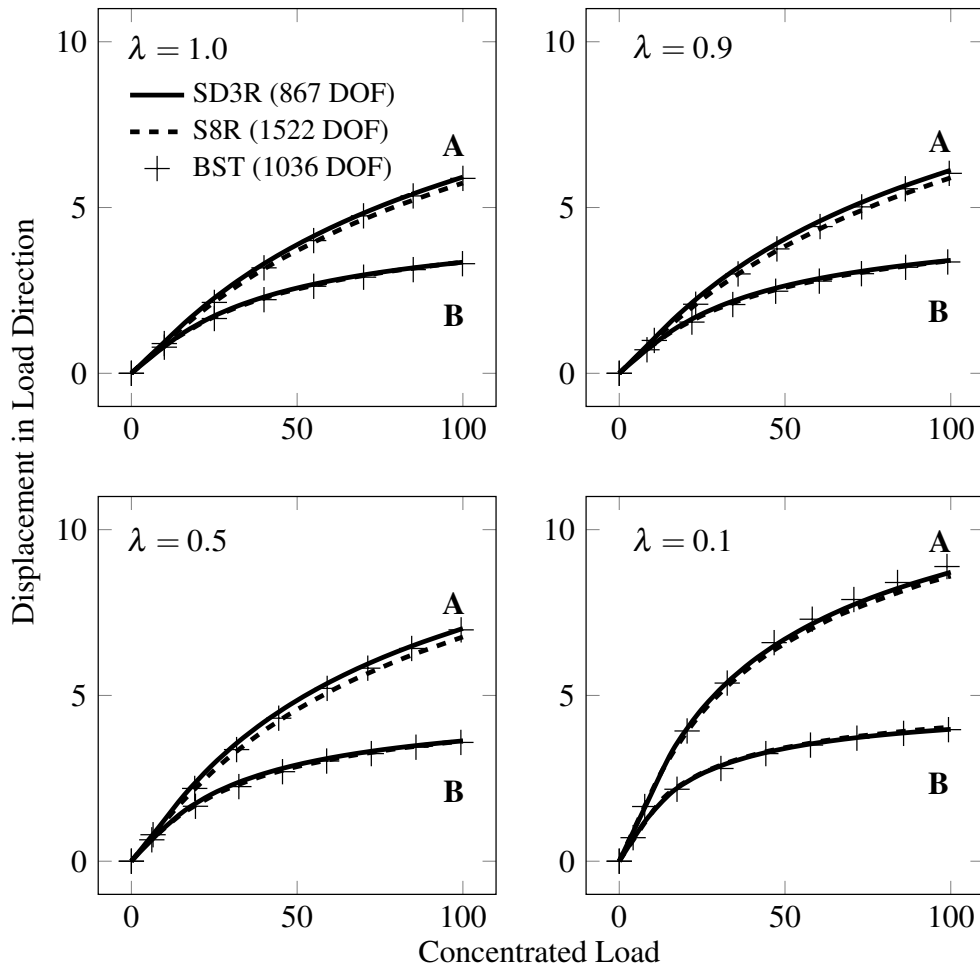 Displacement in Load Direction
10
5
0
0 50 100
λ = 1.0
SD3R (867 DOF)
S8R (1522 DOF)
BST (1036 DOF)
A
B
10
5
0
0 50 100
λ = 0.9
A
B
10
5
0
0 50 100
λ = 0.5
A
B
10
5
0
0 50 100
λ = 0.1
A
B
Concentrated Load